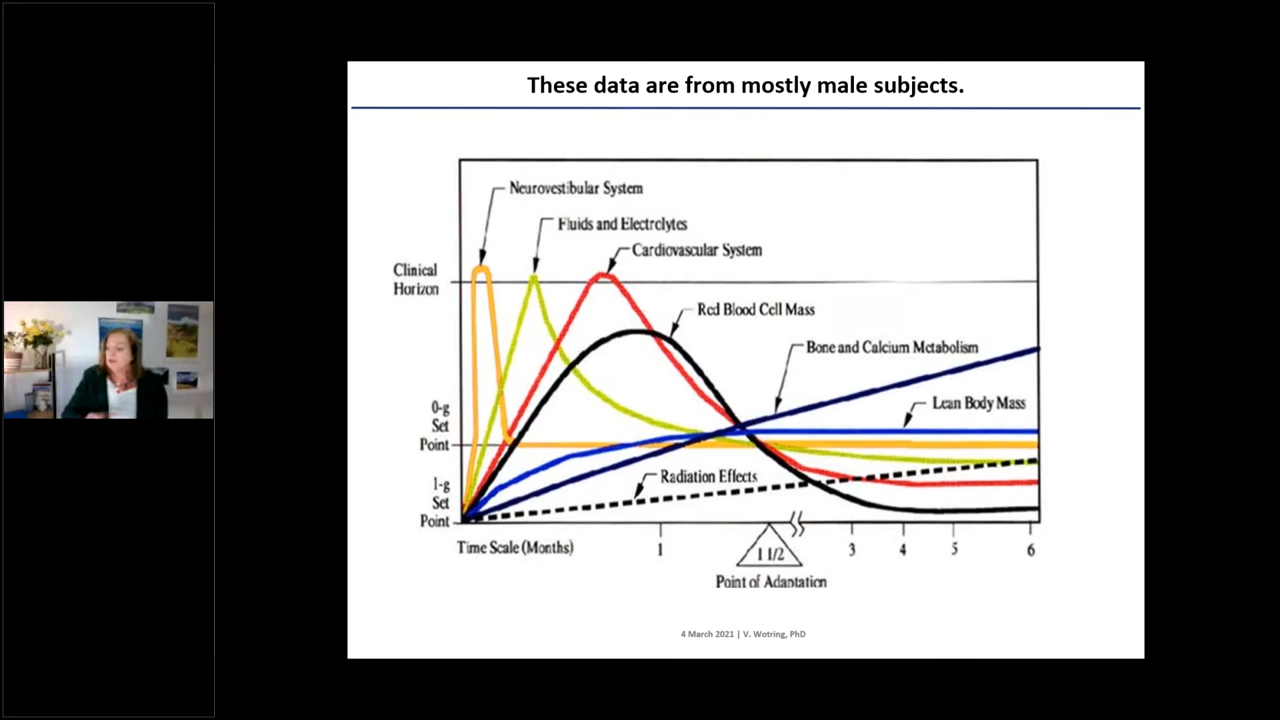 These data are from mostly male subjects.
Neurovestibular System
Fluids and Electrolytes
Cardiovascular System
Clinical
Horizon
Red Blood Cell Mass
Bone and Calcium Metabolism
Lean Body Mass
0-g
Set
Point
Radiation Effects
1-g
Set
Point
Time Scale (Months)
1
1 1/2
3
4
5
6
Point of Adaptation
4 March 2021 | V. Wotring, PhD